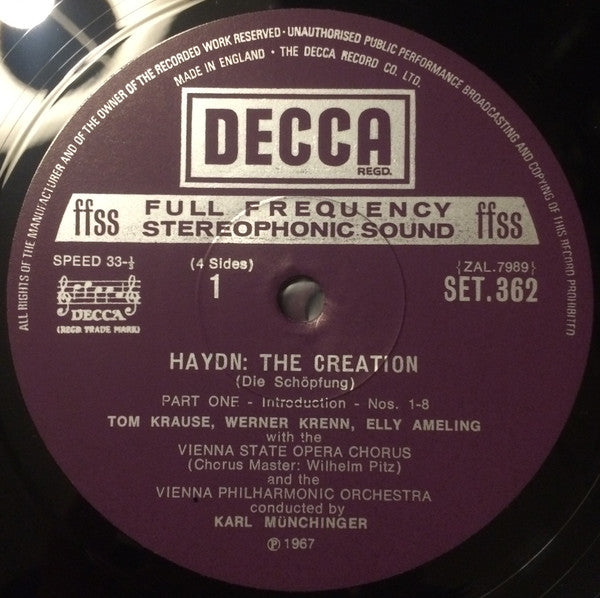 ALL RIGHTS OF THE MANUFACTURER AND OF THE OWNER OF THE RECORDED WORK RESERVED · UNAUTHORISED PUBLIC PERFORMANCE BROADCASTING AND COPYING OF THIS RECORD PROHIBITED
MADE IN ENGLAND · THE DECCA RECORD CO. LTD.
DECCA
REGD.
ffss FULL FREQUENCY ffss
STEREOPHONIC SOUND
SPEED 33-⅓ (4 Sides) {ZAL.7989}
1 SET.362
DECCA
(REGD TRADE MARK)
HAYDN: THE CREATION
(Die Schöpfung)
PART ONE - Introduction - Nos. 1-8
TOM KRAUSE, WERNER KRENN, ELLY AMELING
with the
VIENNA STATE OPERA CHORUS
(Chorus Master: Wilhelm Pitz)
and the
VIENNA PHILHARMONIC ORCHESTRA
conducted by
KARL MÜNCHINGER
℗ 1967